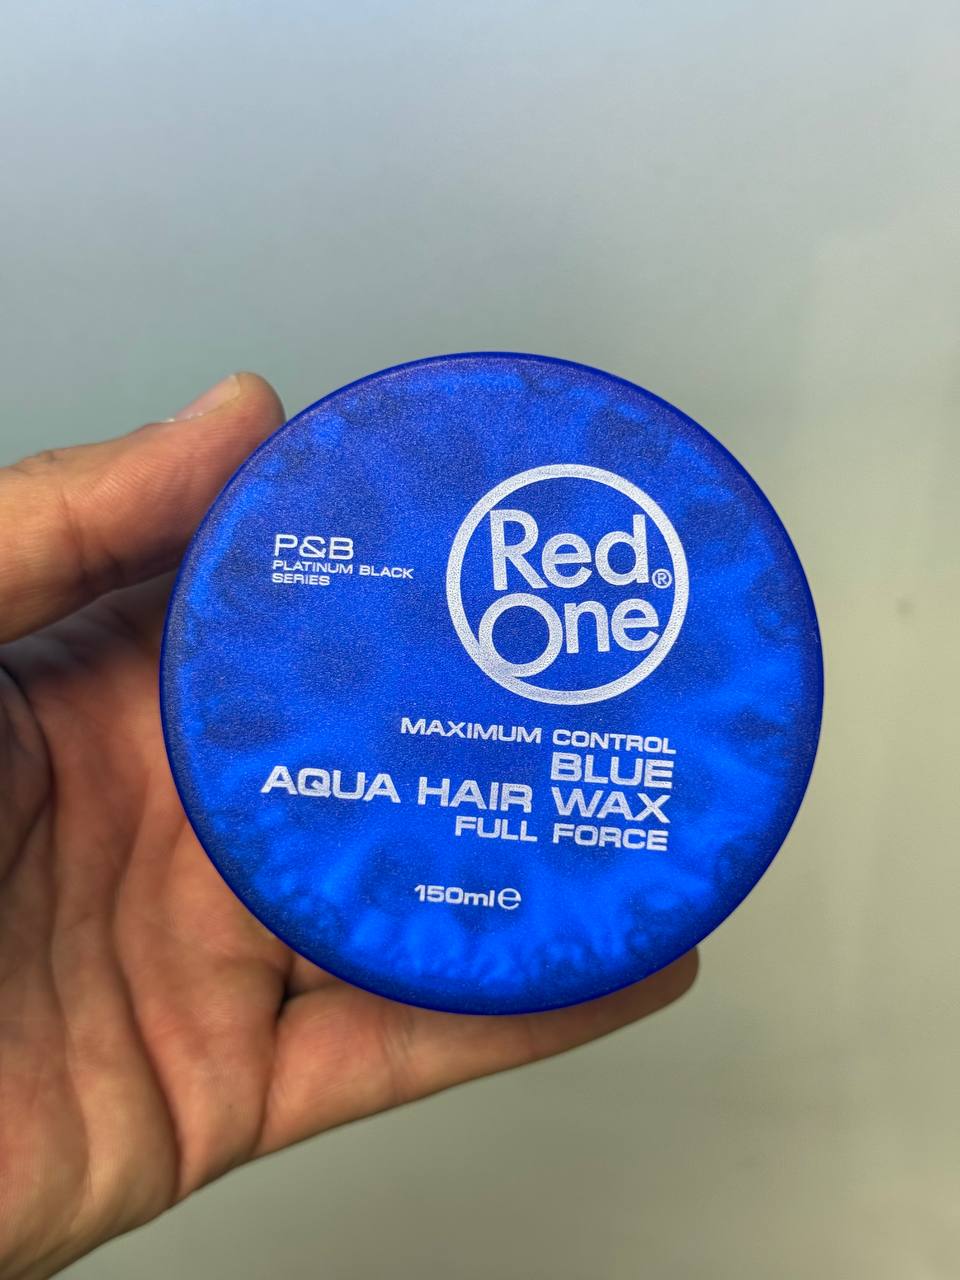 P&B
PLATINUM BLACK
SERIES
Red
One®
MAXIMUM CONTROL
BLUE
AQUA HAIR WAX
FULL FORCE
150ml℮